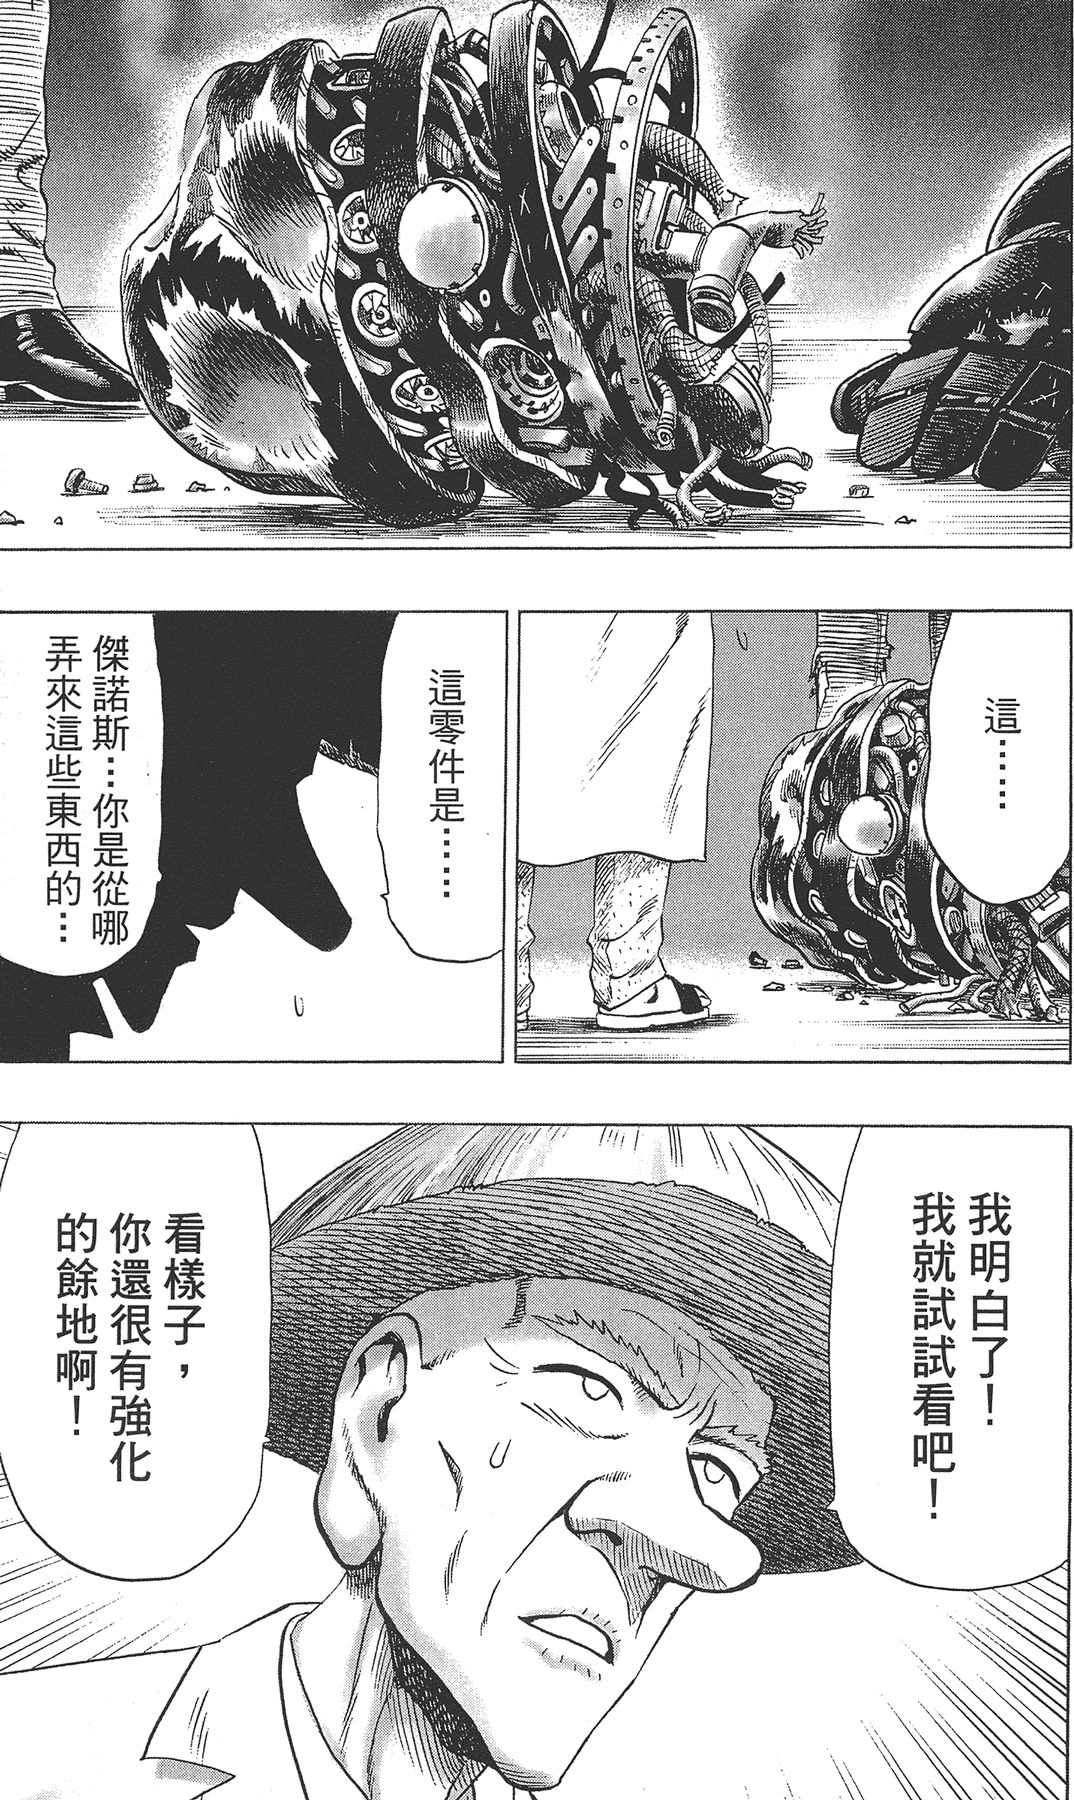 這……
這零件是……
傑諾斯…你是從哪
弄來這些東西的…
我明白了！
我就試試看吧！
看樣子，
你還很有強化
的餘地啊！